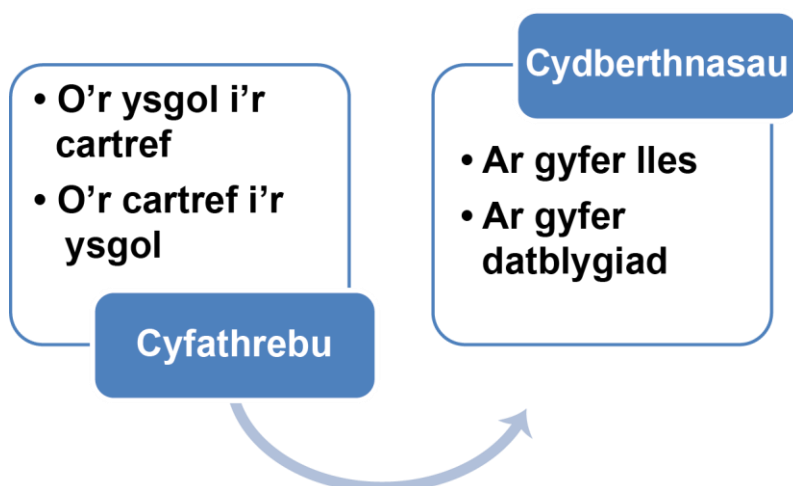 • O’r ysgol i’r
cartref
• O’r cartref i’r
ysgol
Cyfathrebu
Cydberthnasau
• Ar gyfer lles
• Ar gyfer
datblygiad